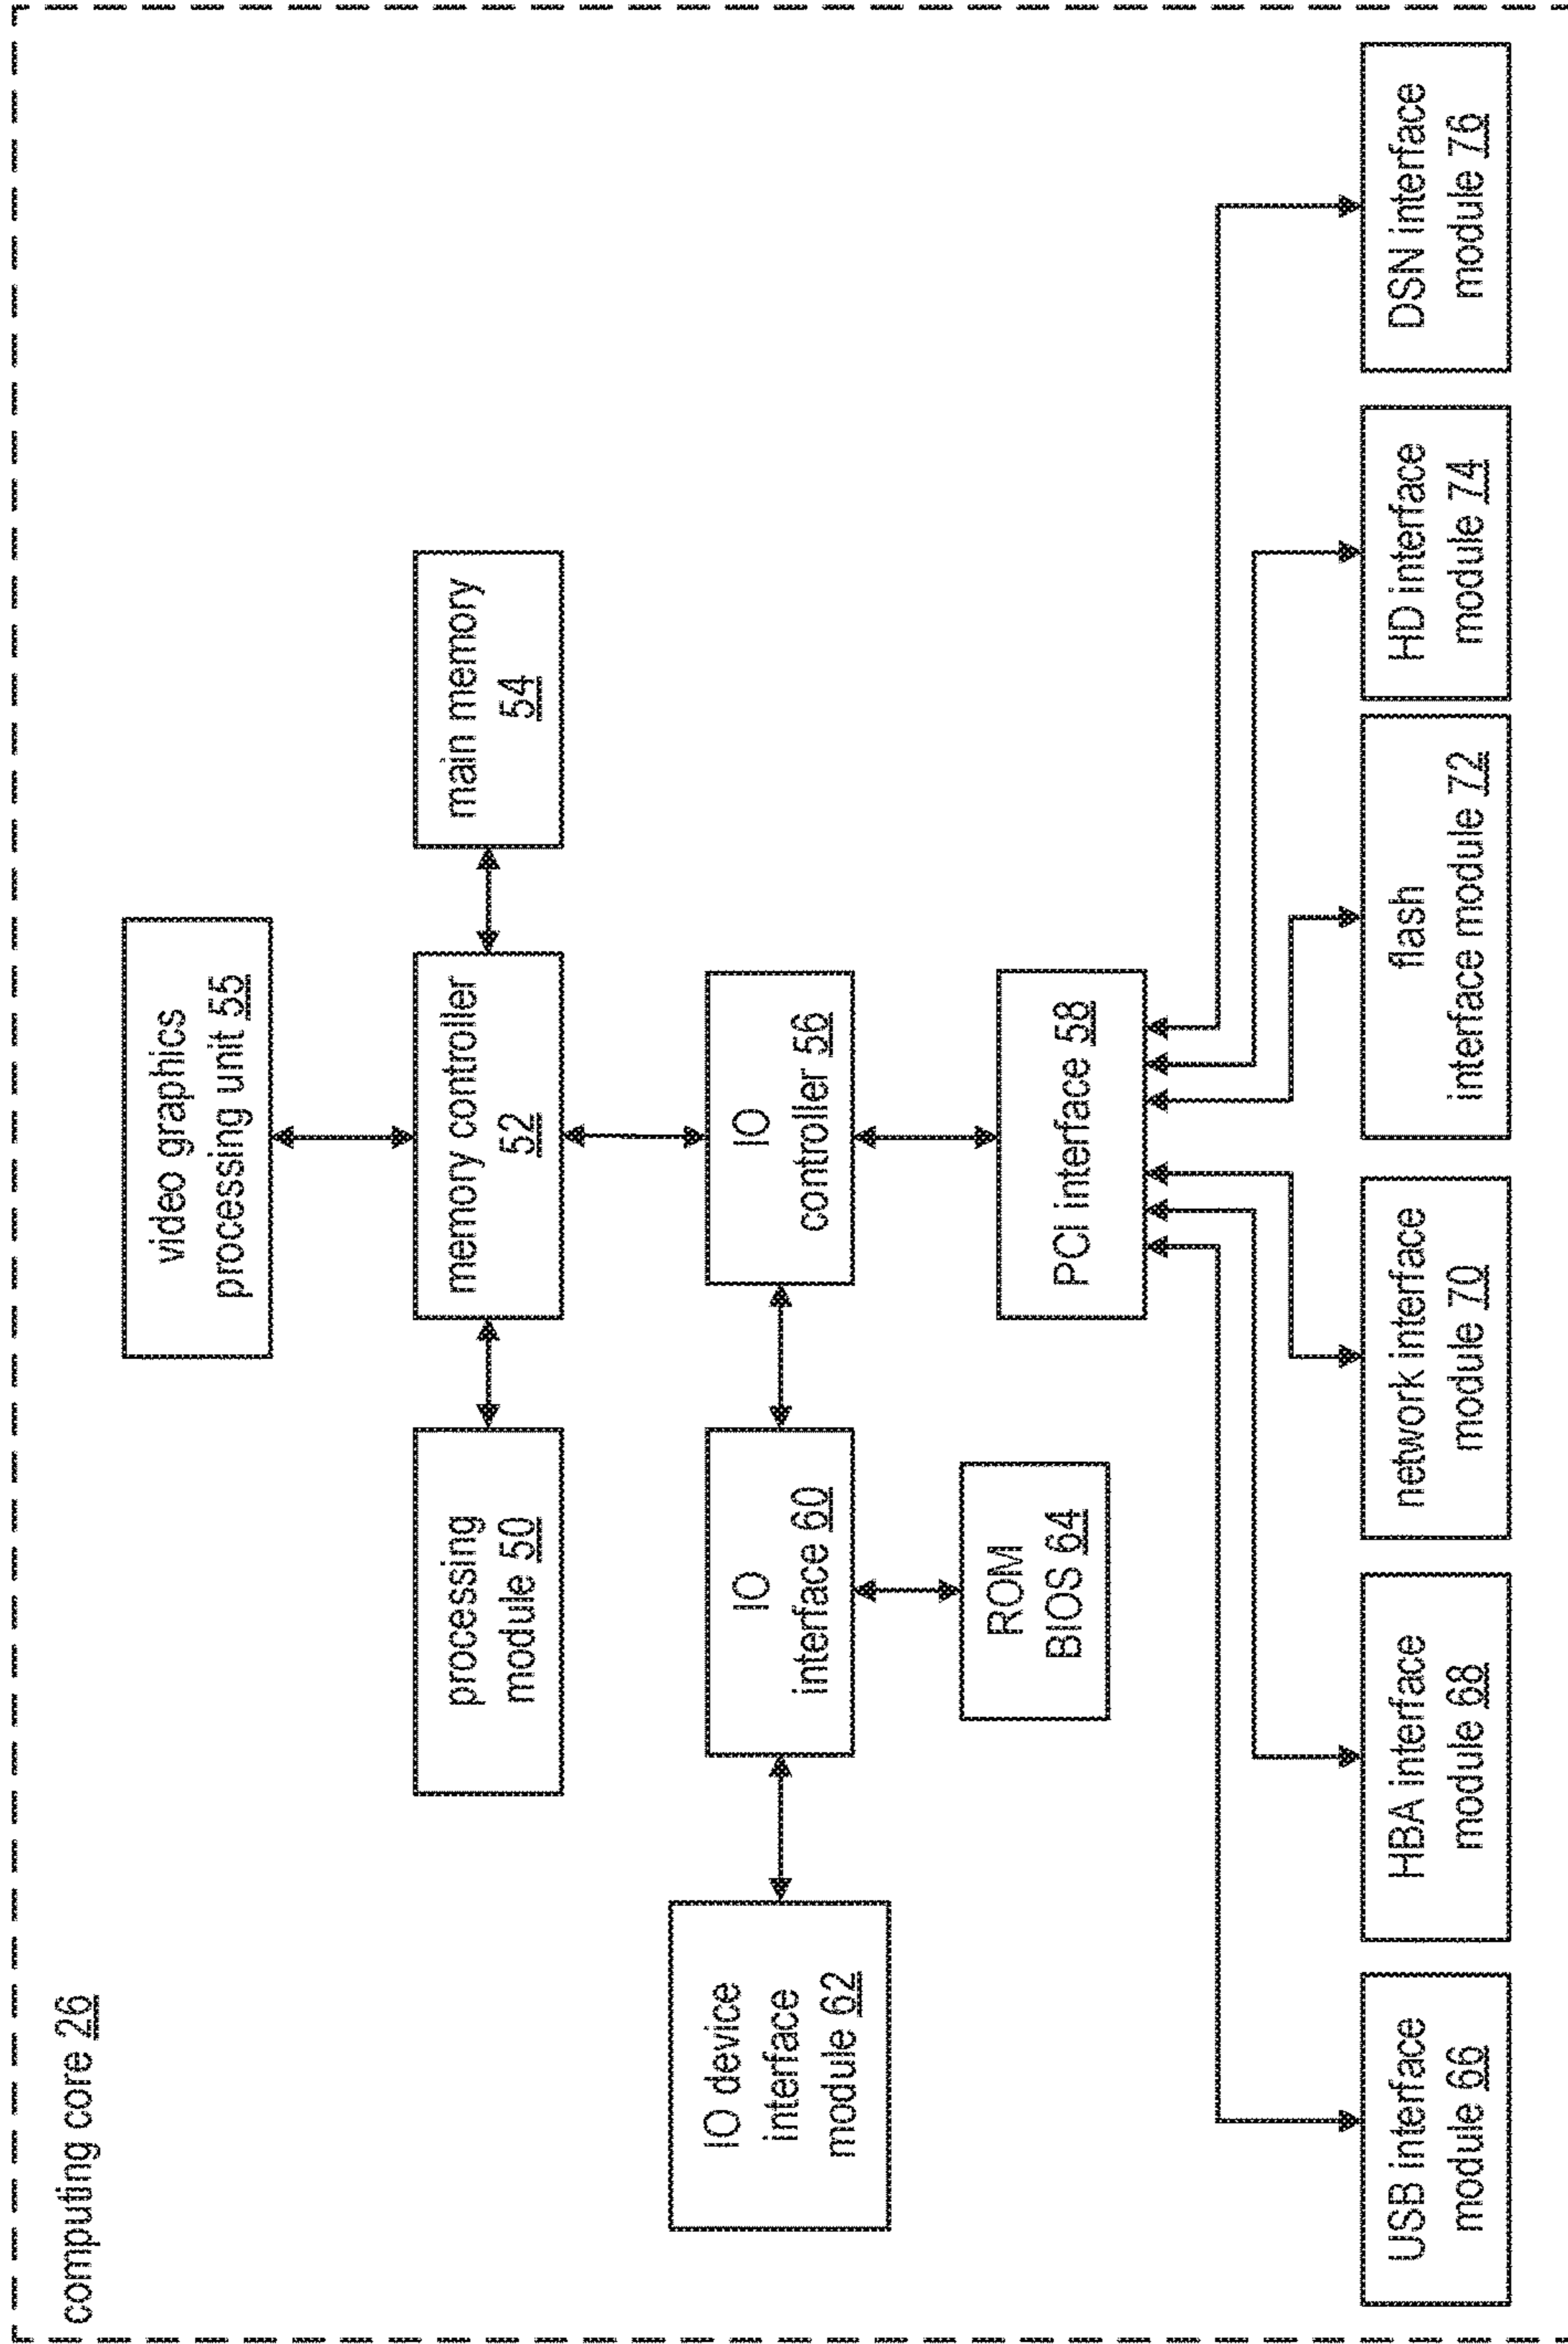 computing core 26
video graphics
processing unit 55
processing
module 50
memory controller
52
main memory
54
IO device
interface
module 62
IO
interface 60
IO
controller 56
ROM
BIOS 64
PCI interface 58
USB interface
module 66
HBA interface
module 68
network interface
module 70
flash
interface module 72
HD interface
module 74
DSN interface
module 76